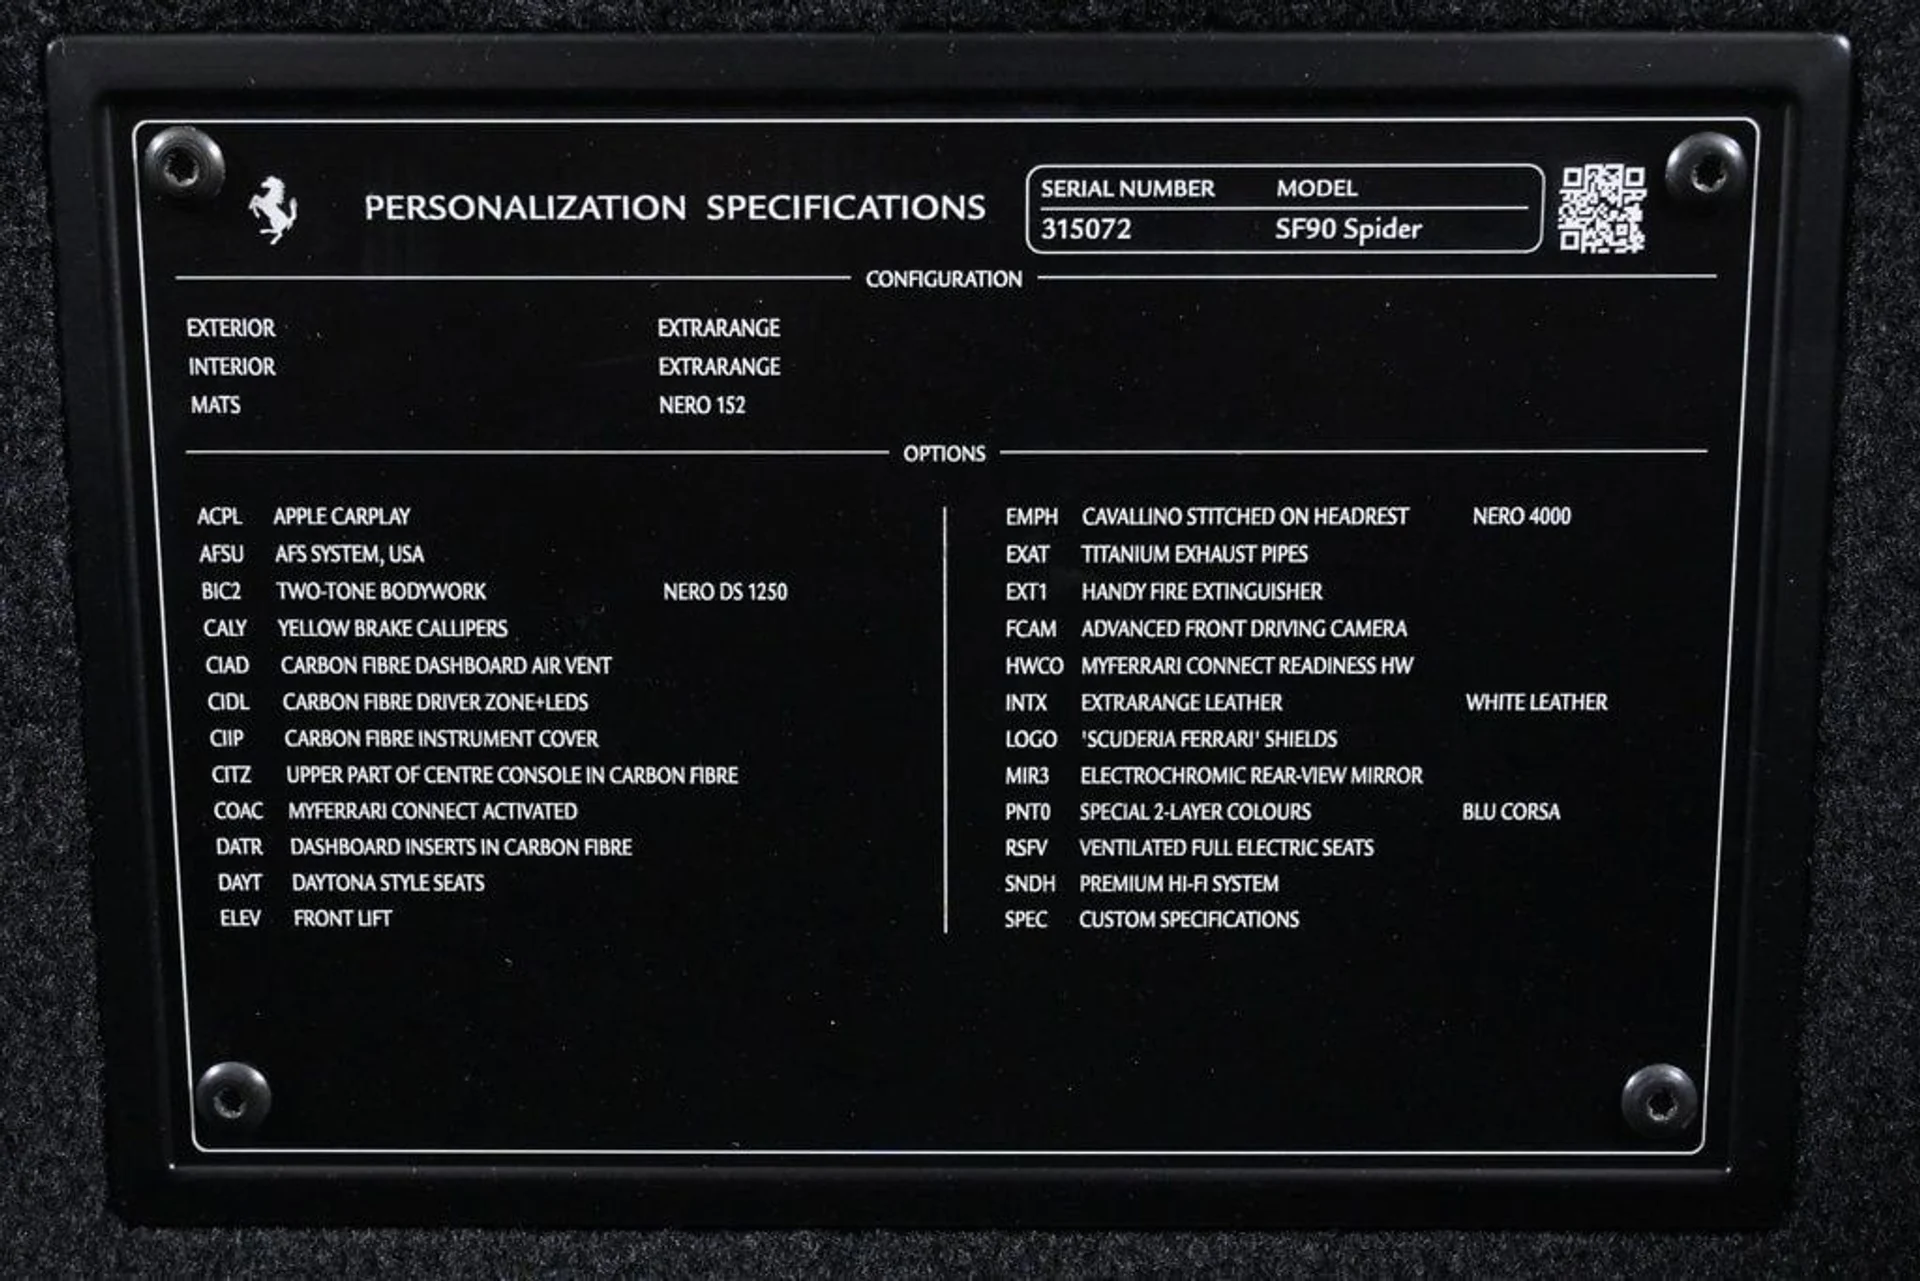 PERSONALIZATION SPECIFICATIONS
SERIAL NUMBER MODEL
315072 SF90 Spider
CONFIGURATION
EXTERIOR EXTRARANGE
INTERIOR EXTRARANGE
MATS NERO 152
OPTIONS
ACPL APPLE CARPLAY
AFSU AFS SYSTEM, USA
BIC2 TWO-TONE BODYWORK NERO DS 1250
CALY YELLOW BRAKE CALLIPERS
CIAD CARBON FIBRE DASHBOARD AIR VENT
CIDL CARBON FIBRE DRIVER ZONE+LEDS
CIIP CARBON FIBRE INSTRUMENT COVER
CITZ UPPER PART OF CENTRE CONSOLE IN CARBON FIBRE
COAC MYFERRARI CONNECT ACTIVATED
DATR DASHBOARD INSERTS IN CARBON FIBRE
DAYT DAYTONA STYLE SEATS
ELEV FRONT LIFT
EMPH CAVALLINO STITCHED ON HEADREST NERO 4000
EXAT TITANIUM EXHAUST PIPES
EXT1 HANDY FIRE EXTINGUISHER
FCAM ADVANCED FRONT DRIVING CAMERA
HWCO MYFERRARI CONNECT READINESS HW
INTX EXTRARANGE LEATHER WHITE LEATHER
LOGO 'SCUDERIA FERRARI' SHIELDS
MIR3 ELECTROCHROMIC REAR-VIEW MIRROR
PNT0 SPECIAL 2-LAYER COLOURS BLU CORSA
RSFV VENTILATED FULL ELECTRIC SEATS
SNDH PREMIUM HI-FI SYSTEM
SPEC CUSTOM SPECIFICATIONS